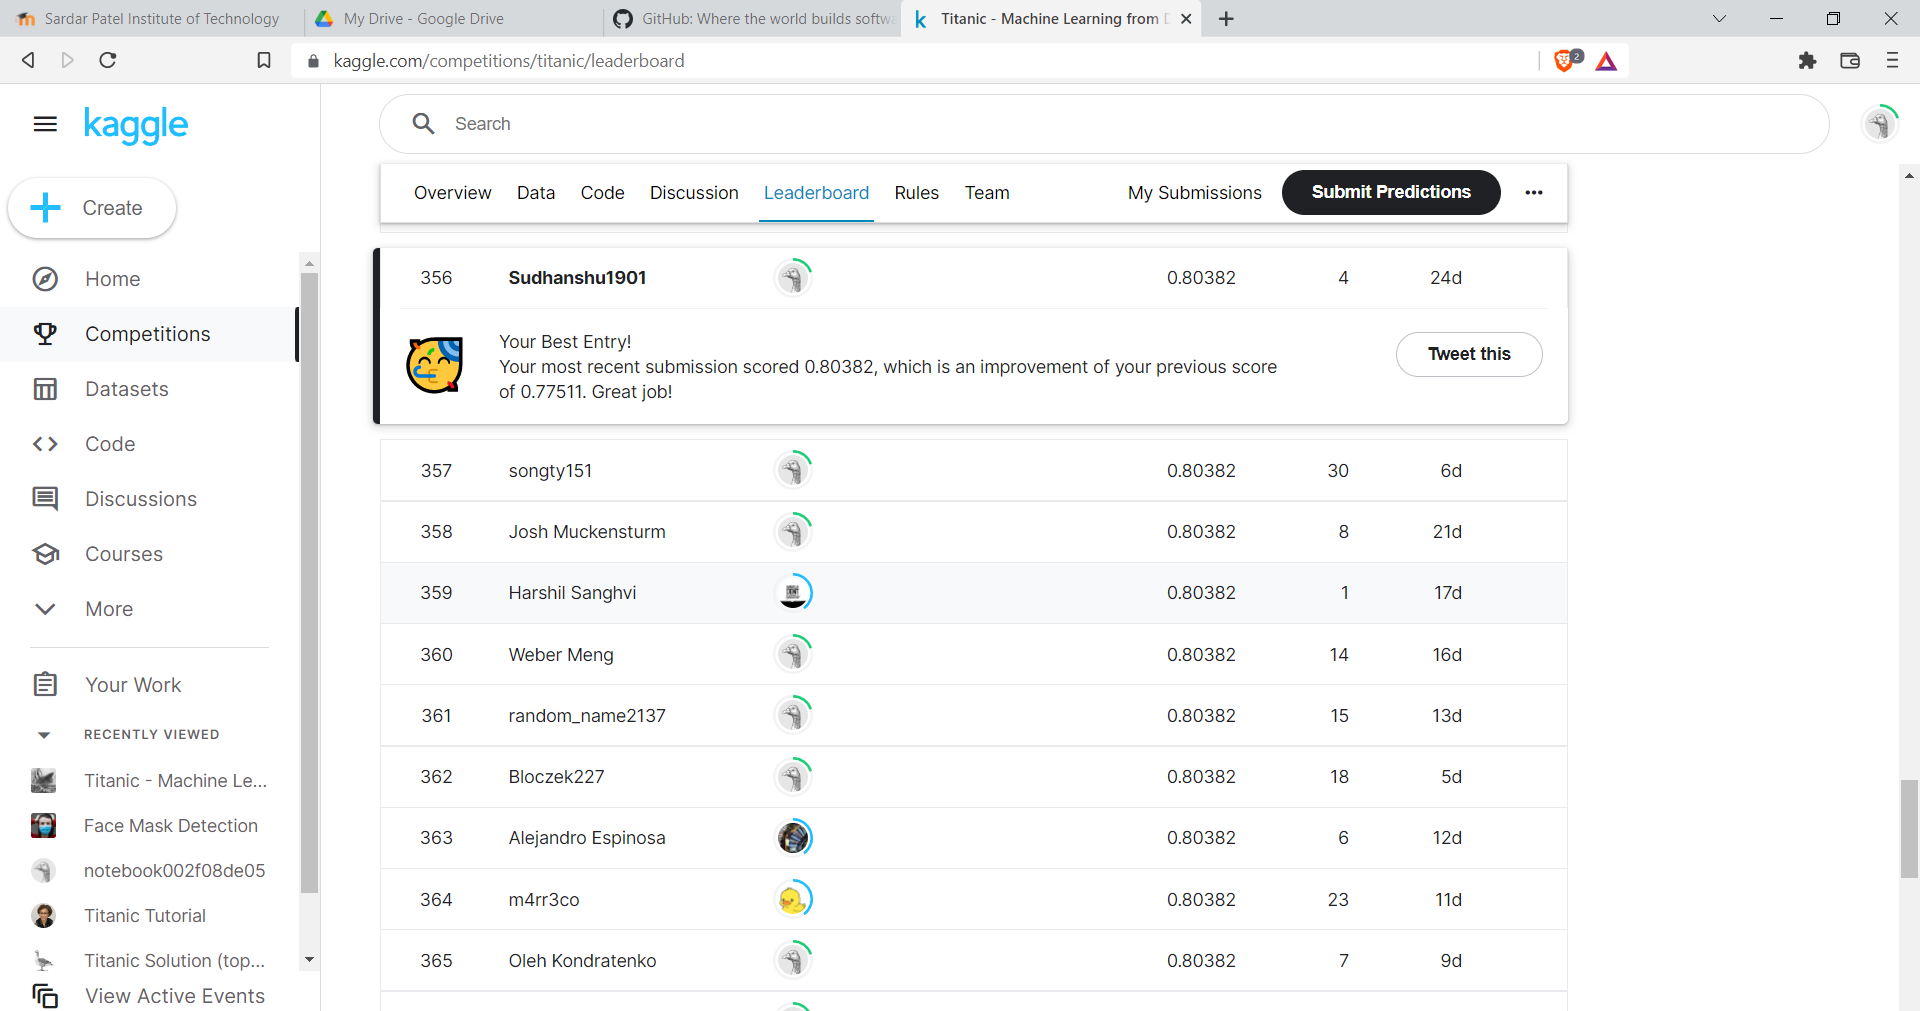 Sardar Patel Institute of Technology
My Drive - Google Drive
GitHub: Where the world builds softwa
Titanic - Machine Learning from D
kaggle.com/competitions/titanic/leaderboard
2
kaggle
Search
Create
Home
Competitions
Datasets
Code
Discussions
Courses
More
Your Work
RECENTLY VIEWED
Titanic - Machine Le...
Face Mask Detection
notebook002f08de05
Titanic Tutorial
Titanic Solution (top...
View Active Events
Overview Data Code Discussion Leaderboard Rules Team My Submissions Submit Predictions
356 Sudhanshu1901 0.80382 4 24d
Your Best Entry!
Your most recent submission scored 0.80382, which is an improvement of your previous score
of 0.77511. Great job!
Tweet this
357 songty151 0.80382 30 6d
358 Josh Muckensturm 0.80382 8 21d
359 Harshil Sanghvi 0.80382 1 17d
360 Weber Meng 0.80382 14 16d
361 random_name2137 0.80382 15 13d
362 Bloczek227 0.80382 18 5d
363 Alejandro Espinosa 0.80382 6 12d
364 m4rr3co 0.80382 23 11d
365 Oleh Kondratenko 0.80382 7 9d